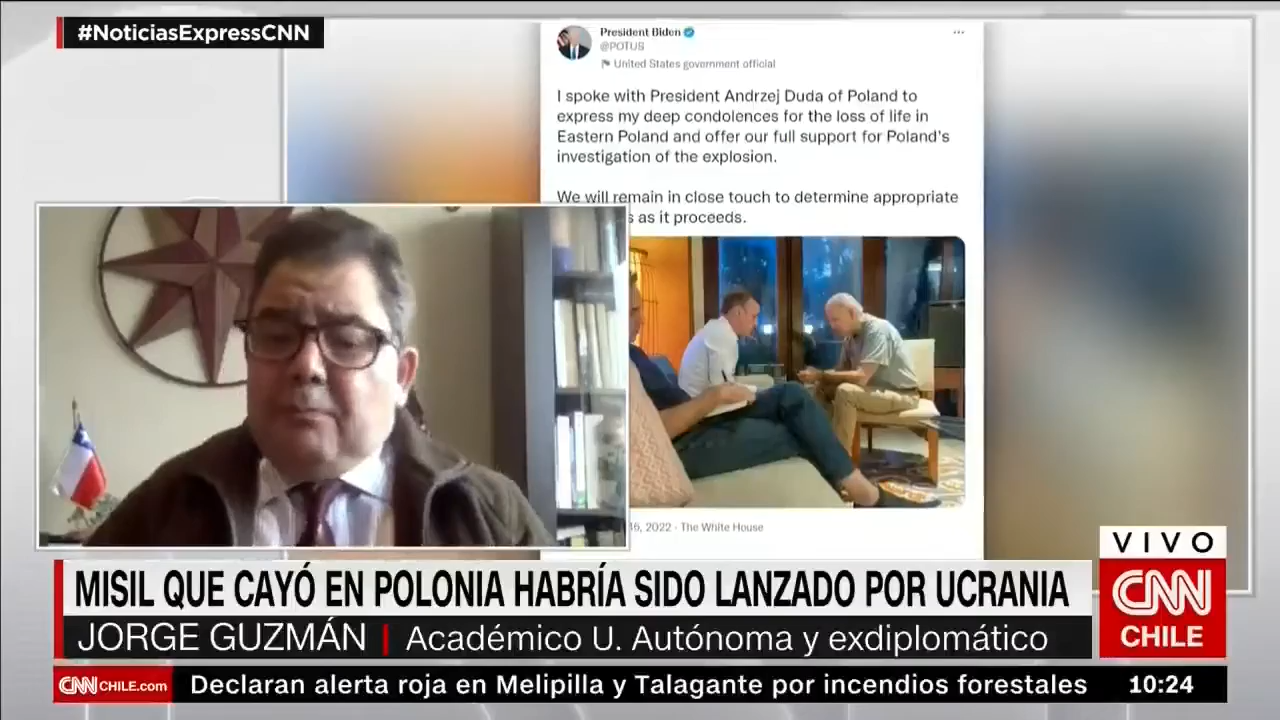 #NoticiasExpressCNN
President Biden
@POTUS
United States government official
I spoke with President Andrzej Duda of Poland to
express my deep condolences for the loss of life in
Eastern Poland and offer our full support for Poland's
investigation of the explosion.
We will remain in close touch to determine appropriate
as it proceeds.
2022 · The White House
VIVO
CNN
CHILE
MISIL QUE CAYÓ EN POLONIA HABRÍA SIDO LANZADO POR UCRANIA
JORGE GUZMÁN | Académico U. Autónoma y exdiplomático
CNNCHILE.com Declaran alerta roja en Melipilla y Talagante por incendios forestales 10:24